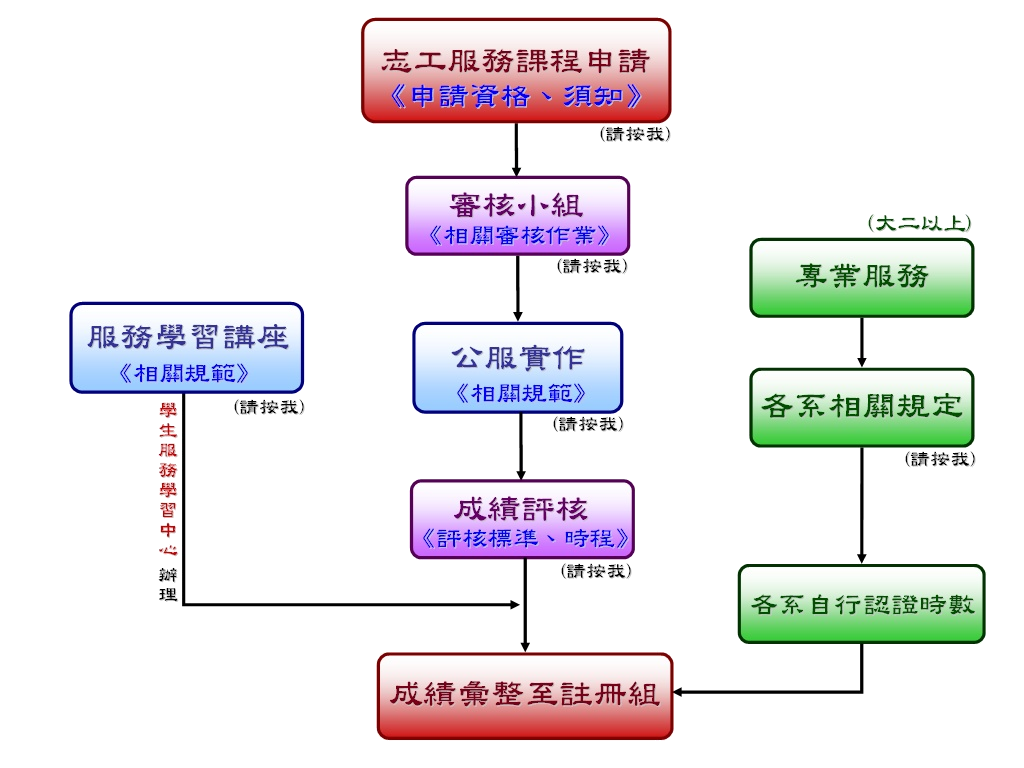 志工服務課程申請
《申請資格、須知》
(請按我)
審核小組
《相關審核作業》
(請按我)
(大二以上)
專業服務
服務學習講座
《相關規範》
(請按我)
學生服務學習中心 辦理
公服實作
《相關規範》
(請按我)
各系相關規定
(請按我)
成績評核
《評核標準、時程》
(請按我)
各系自行認證時數
成績彙整至註冊組